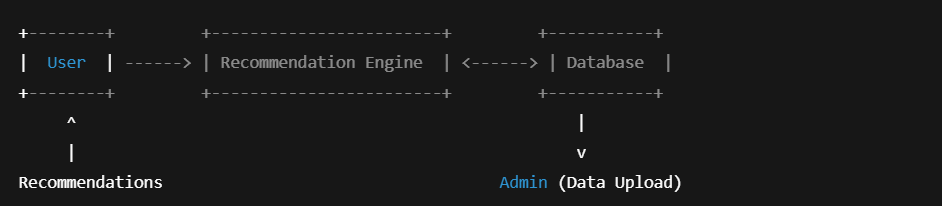 +--------+         +------------------------+         +-----------+
|  User  | ------> | Recommendation Engine  | <------> | Database  |
+--------+         +------------------------+         +-----------+
     ^                                                    |
     |                                                    v
Recommendations                                   Admin (Data Upload)